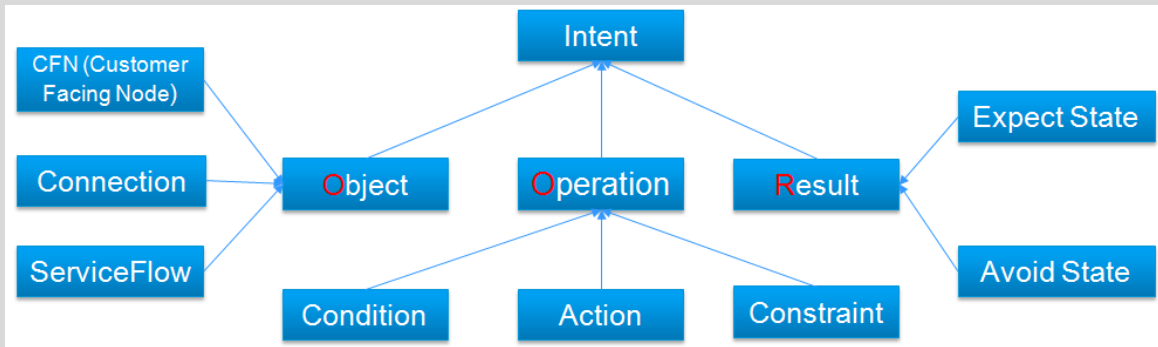 Intent
CFN (Customer
Facing Node)
Expect State
Connection
Object
Operation
Result
ServiceFlow
Avoid State
Condition
Action
Constraint